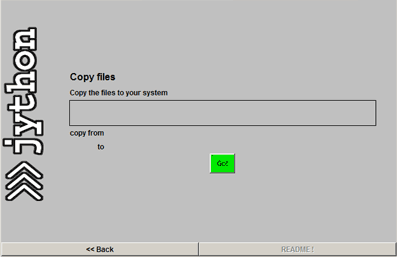 jython
Copy files
Copy the files to your system
copy from
to
Go!
<< Back
README !